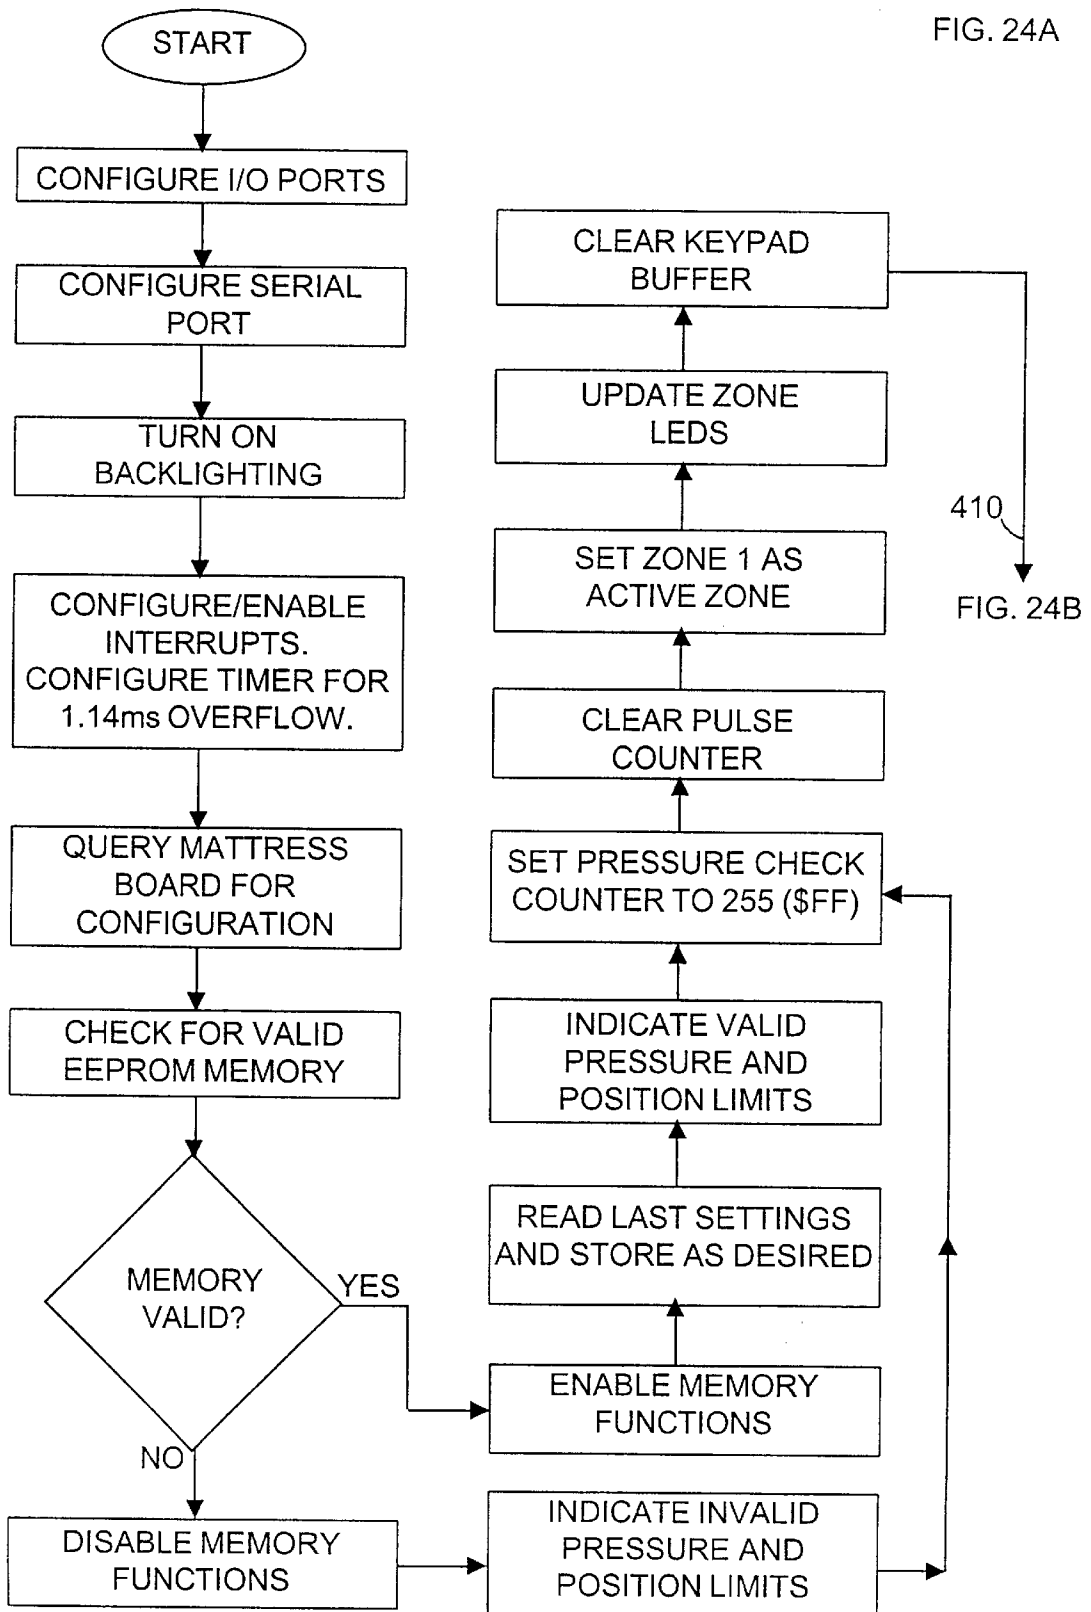 FIG. 24A
START
CONFIGURE I/O PORTS
CONFIGURE SERIAL
PORT
TURN ON
BACKLIGHTING
CONFIGURE/ENABLE
INTERRUPTS.
CONFIGURE TIMER FOR
1.14ms OVERFLOW.
QUERY MATTRESS
BOARD FOR
CONFIGURATION
CHECK FOR VALID
EEPROM MEMORY
MEMORY
VALID?
YES
NO
DISABLE MEMORY
FUNCTIONS
INDICATE INVALID
PRESSURE AND
POSITION LIMITS
ENABLE MEMORY
FUNCTIONS
READ LAST SETTINGS
AND STORE AS DESIRED
INDICATE VALID
PRESSURE AND
POSITION LIMITS
SET PRESSURE CHECK
COUNTER TO 255 ($FF)
CLEAR PULSE
COUNTER
SET ZONE 1 AS
ACTIVE ZONE
UPDATE ZONE
LEDS
CLEAR KEYPAD
BUFFER
410
FIG. 24B